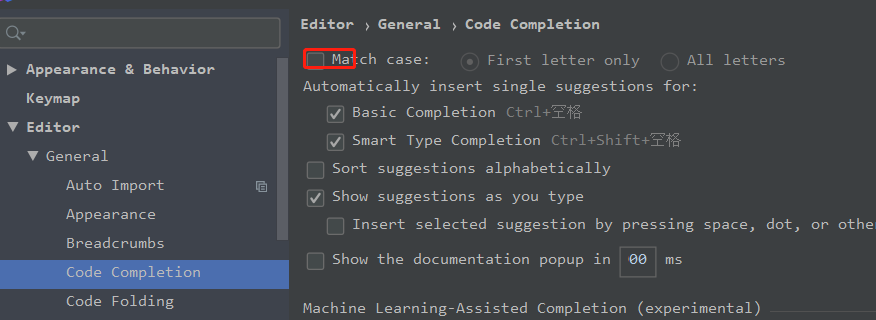 Editor › General › Code Completion
Appearance & Behavior
Keymap
Editor
General
Auto Import
Appearance
Breadcrumbs
Code Completion
Code Folding
Match case: First letter only All letters
Automatically insert single suggestions for:
Basic Completion Ctrl+空格
Smart Type Completion Ctrl+Shift+空格
Sort suggestions alphabetically
Show suggestions as you type
Insert selected suggestion by pressing space, dot, or othe
Show the documentation popup in 00 ms
Machine Learning-Assisted Completion (experimental)